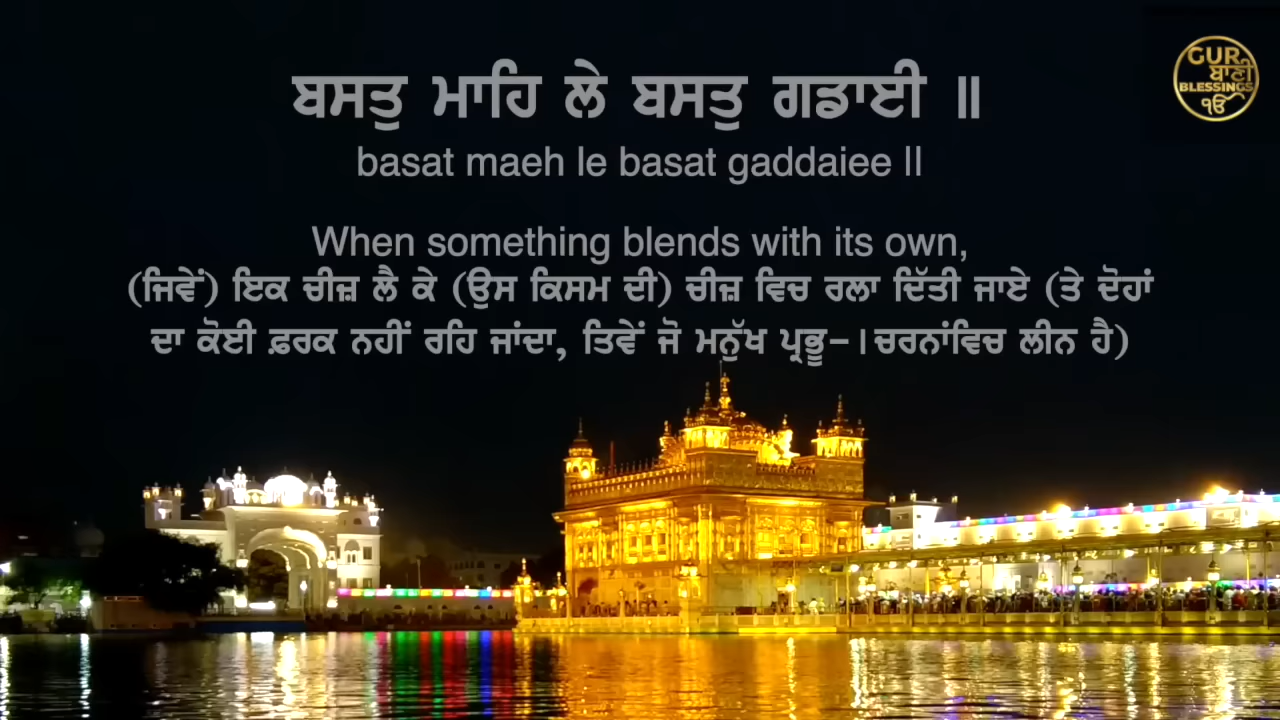 GUR
ਬਾਣੀ
BLESSINGS
ੴ
ਬਸਤੁ ਮਾਹਿ ਲੇ ਬਸਤੁ ਗਡਾਈ ॥
basat maeh le basat gaddaiee ||
When something blends with its own,
(ਜਿਵੇਂ) ਇਕ ਚੀਜ਼ ਲੈ ਕੇ (ਉਸ ਕਿਸਮ ਦੀ) ਚੀਜ਼ ਵਿਚ ਰਲਾ ਦਿੱਤੀ ਜਾਏ (ਤੇ ਦੋਹਾਂ
ਦਾ ਕੋਈ ਫ਼ਰਕ ਨਹੀਂ ਰਹਿ ਜਾਂਦਾ, ਤਿਵੇਂ ਜੋ ਮਨੁੱਖ ਪ੍ਰਭੂ-।ਚਰਨਾਂਵਿਚ ਲੀਨ ਹੈ)